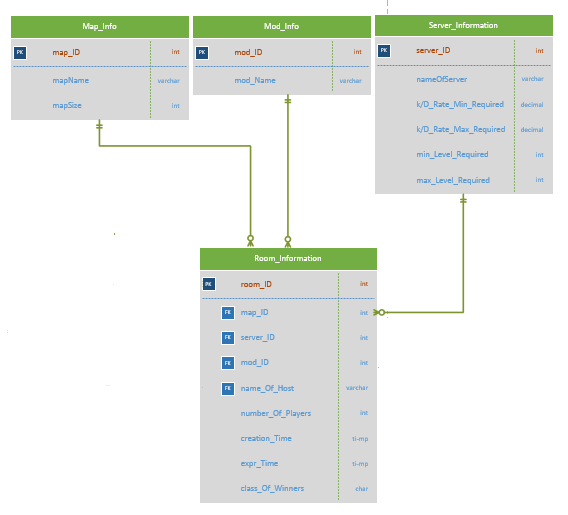 Map_Info
PK map_ID int
mapName varchar
mapSize int
Mod_Info
PK mod_ID int
mod_Name varchar
Server_Information
PK server_ID int
nameOfServer varchar
k/D_Rate_Min_Required decimal
k/D_Rate_Max_Required decimal
min_Level_Required int
max_Level_Required int
Room_Information
PK room_ID int
FK map_ID int
FK server_ID int
FK mod_ID int
FK name_Of_Host varchar
number_Of_Players int
creation_Time
expr_Time
class_Of_Winners char